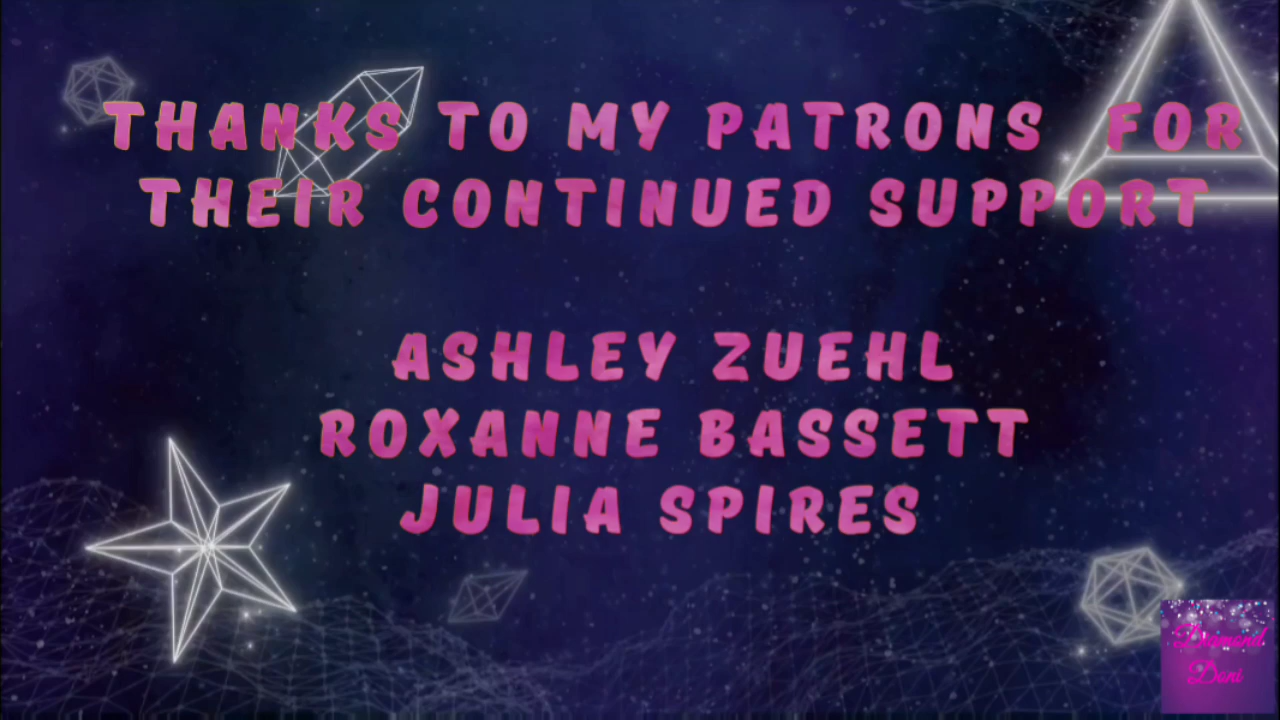 THANKS TO MY PATRONS FOR
THEIR CONTINUED SUPPORT
ASHLEY ZUEHL
ROXANNE BASSETT
JULIA SPIRES
Diamond
Dani